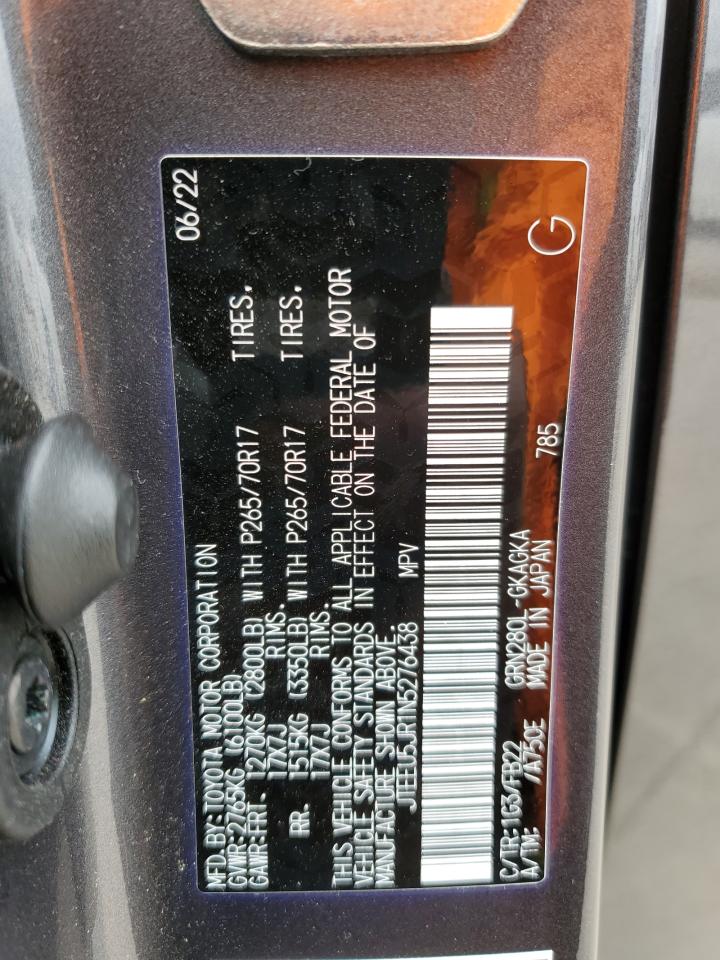 MFD. BY: TOYOTA MOTOR CORPORATION 06/22
GVWR: 2765KG (6100LB)
GAWR: FRT. 1270KG (2800LB) WITH P265/70R17 TIRES.
17X7J RIMS.
RR. 1515KG (3350LB) WITH P265/70R17 TIRES.
17X7J RIMS.
THIS VEHICLE CONFORMS TO ALL APPLICABLE FEDERAL MOTOR
VEHICLE SAFETY STANDARDS IN EFFECT ON THE DATE OF
MANUFACTURE SHOWN ABOVE.
JTEEU5JR1N5276438 MPV
C/TR: 1G3/FB22 GRN280L-GKAGKA
A/TM: /A750E MADE IN JAPAN 785 G